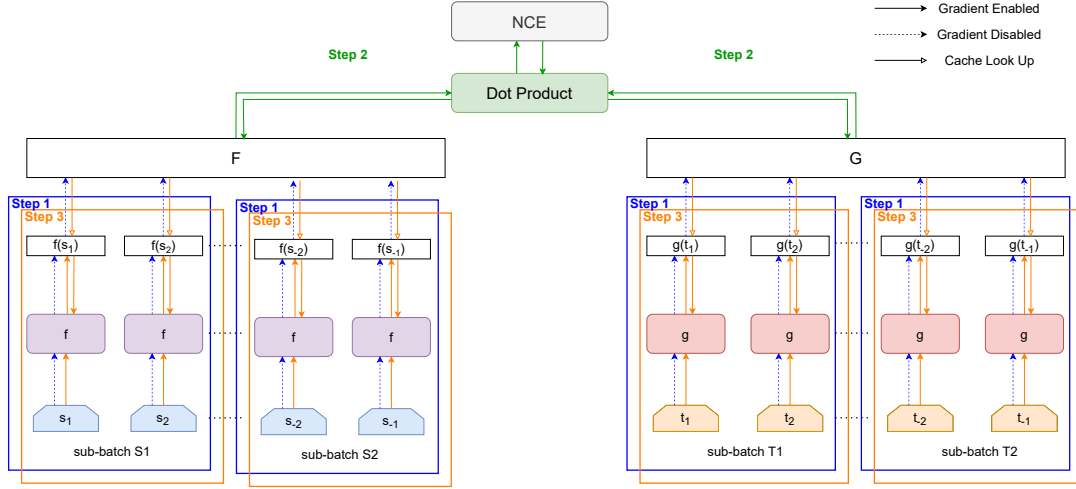 NCE
Gradient Enabled
Gradient Disabled
Cache Look Up
Step 2
Step 2
Dot Product
F
G
Step 1
Step 3
f(s1)
f(s2)
f
f
s1
s2
sub-batch S1
Step 1
Step 3
f(s-2)
f(s-1)
f
f
s-2
s-1
sub-batch S2
Step 1
Step 3
g(t1)
g(t2)
g
g
t1
t2
sub-batch T1
Step 1
Step 3
g(t-2)
g(t-1)
g
g
t-2
t-1
sub-batch T2